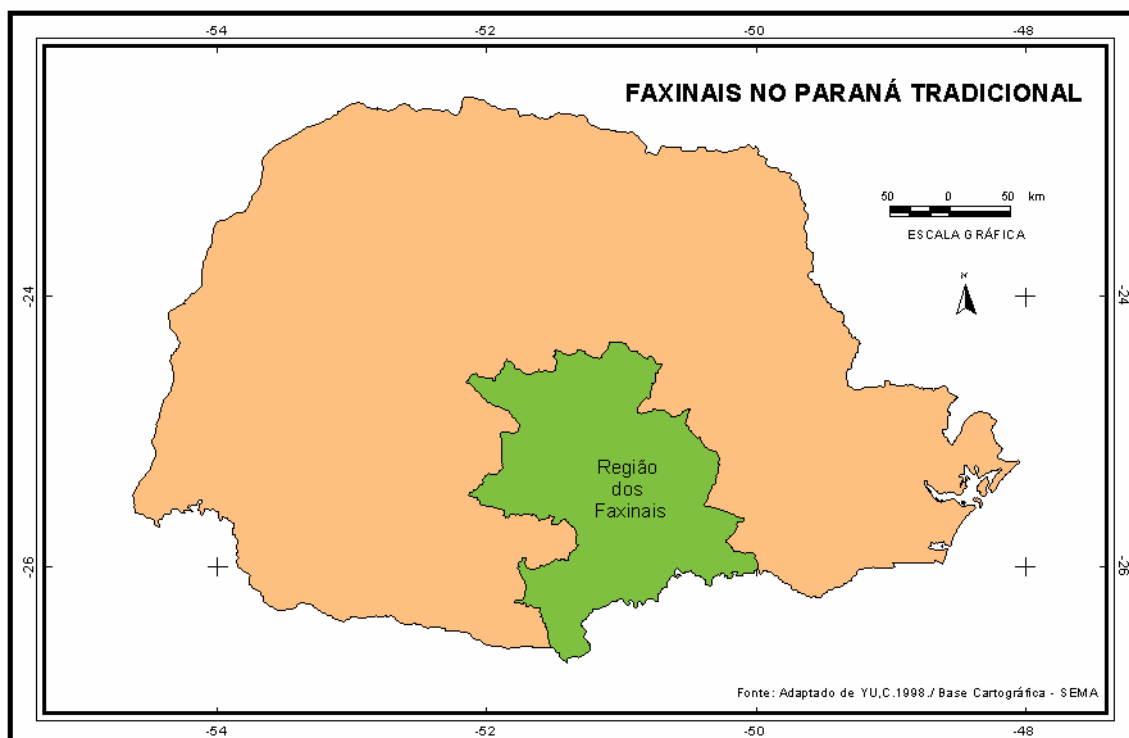 -54 -52 -50 -48
FAXINAIS NO PARANÁ TRADICIONAL
50 0 50 km
ESCALA GRÁFICA
N
-24 -24
Região
dos
Faxinais
-26 -26
Fonte: Adaptado de YU,C.1998./ Base Cartográfica - SEMA
-54 -52 -50 -48